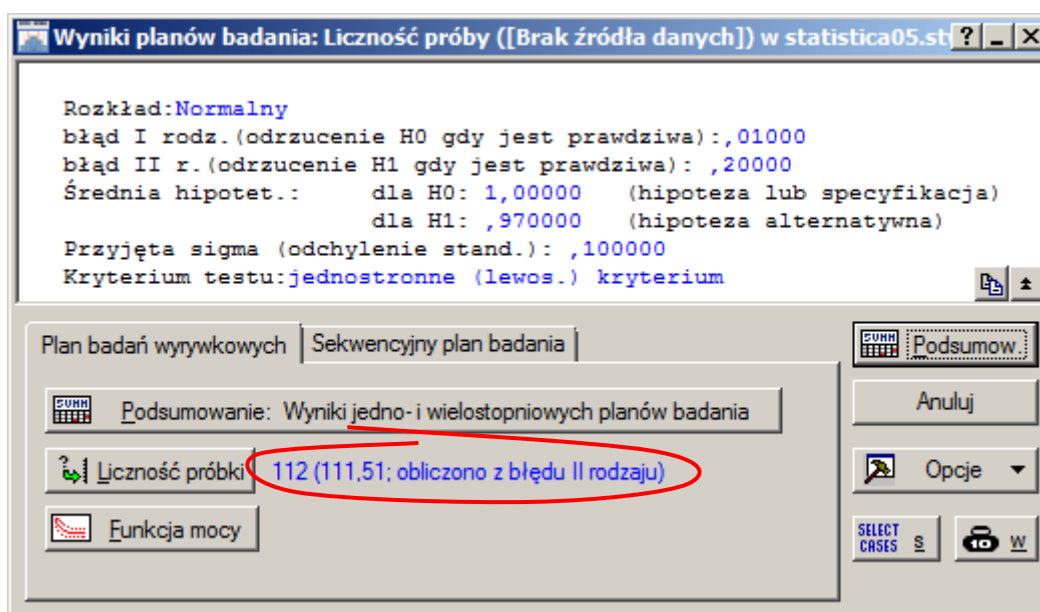 Wyniki planów badania: Liczność próby ([Brak źródła danych]) w statistica05.st
Rozkład:Normalny
błąd I rodz.(odrzucenie H0 gdy jest prawdziwa):,01000
błąd II r.(odrzucenie H1 gdy jest prawdziwa): ,20000
Średnia hipotet.: dla H0: 1,00000 (hipoteza lub specyfikacja)
dla H1: ,970000 (hipoteza alternatywna)
Przyjęta sigma (odchylenie stand.): ,100000
Kryterium testu:jednostronne (lewos.) kryterium
Plan badań wyrywkowych Sekwencyjny plan badania
SUMM Podsumow.
SUMM Podsumowanie: Wyniki jedno- i wielostopniowych planów badania
Anuluj
Liczność próbki 112 (111,51; obliczono z błędu II rodzaju)
Opcje
Funkcja mocy
SELECT CASES S
10 W